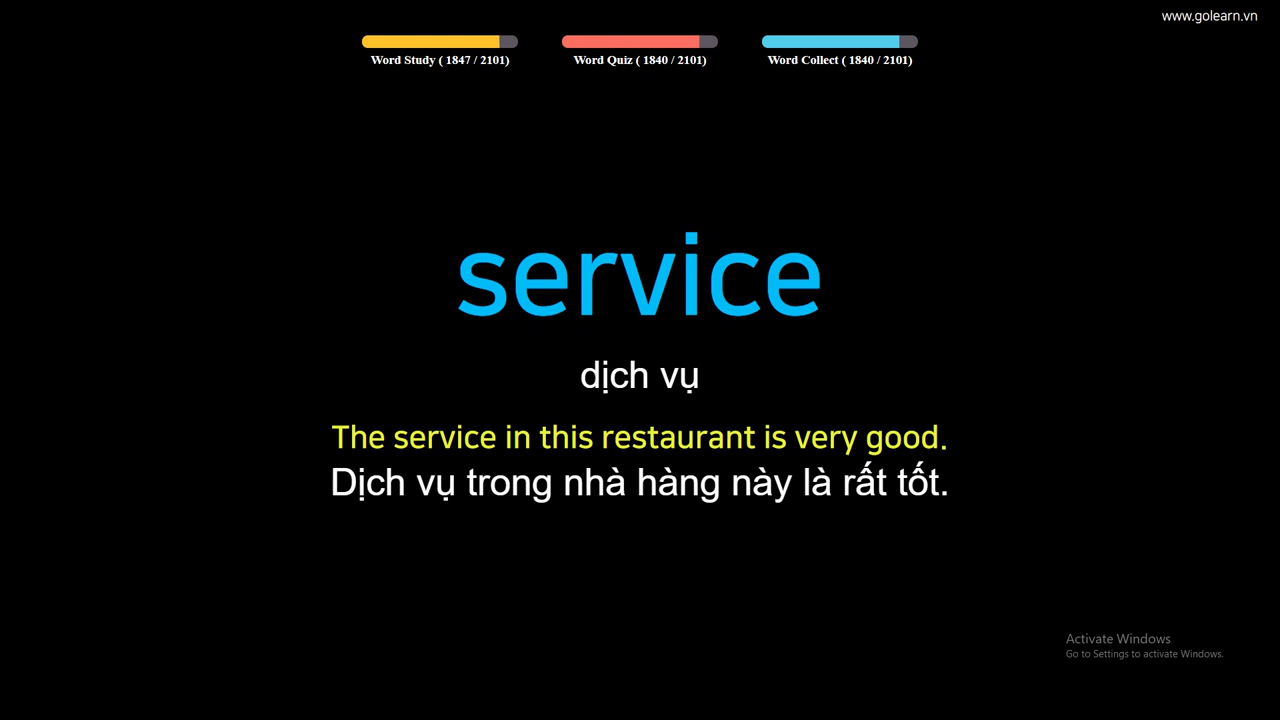 www.golearn.vn
Word Study ( 1847 / 2101) Word Quiz ( 1840 / 2101) Word Collect ( 1840 / 2101)
service
dịch vụ
The service in this restaurant is very good.
Dịch vụ trong nhà hàng này là rất tốt.
Activate Windows
Go to Settings to activate Windows.